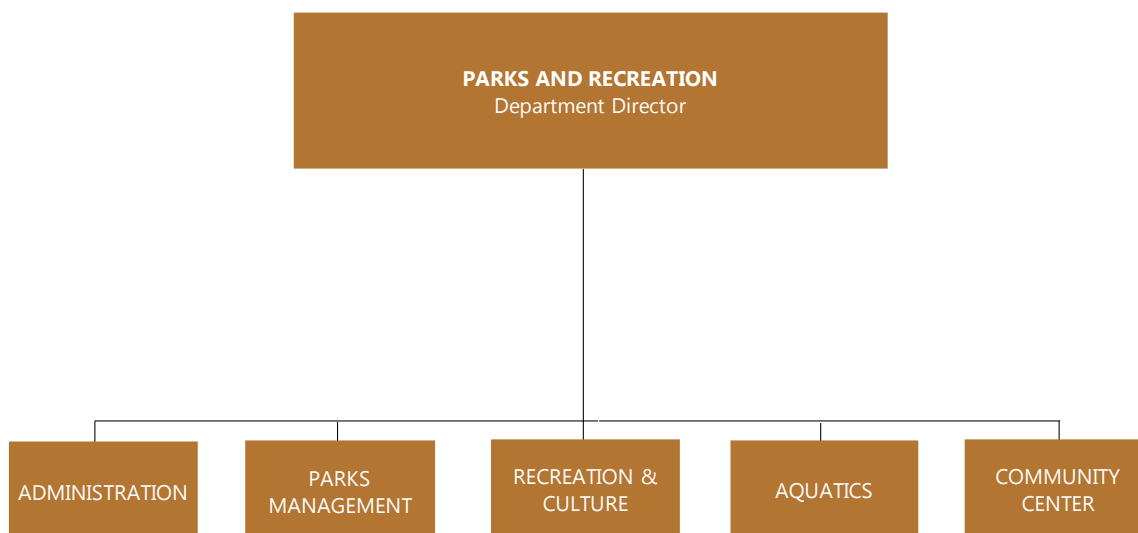 PARKS AND RECREATION
Department Director
ADMINISTRATION
PARKS
MANAGEMENT
RECREATION &
CULTURE
AQUATICS
COMMUNITY
CENTER